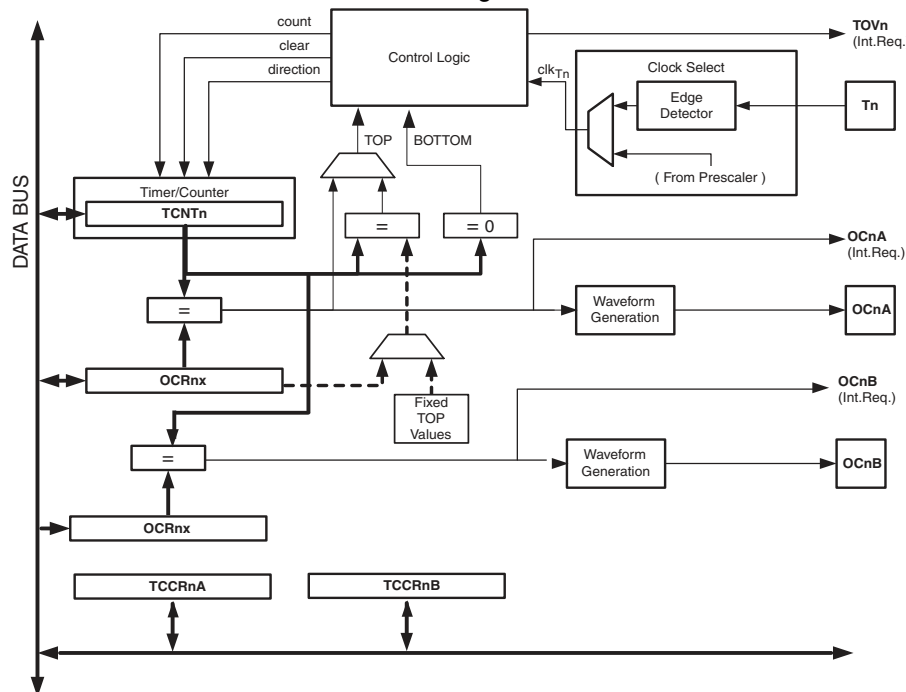 count
clear
direction
Control Logic
clkTn
TOVn
(Int.Req.)
Clock Select
Edge
Detector
Tn
( From Prescaler )
TOP
BOTTOM
Timer/Counter
TCNTn
DATA BUS
=
= 0
OCnA
(Int.Req.)
=
Waveform
Generation
OCnA
OCRnx
Fixed
TOP
Values
OCnB
(Int.Req.)
=
Waveform
Generation
OCnB
OCRnx
TCCRnA
TCCRnB